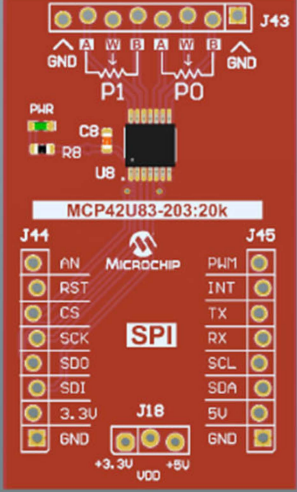 J43
A W B A W B
GND GND
P1 P0
PWR
C8
R8
U8
MCP42U83-203:20k
J44 J45
MICROCHIP
AN PWM
RST INT
CS TX
SCK RX
SDO SCL
SDI SDA
3.3V 5V
GND GND
SPI
J18
+3.3V +5V
VDD